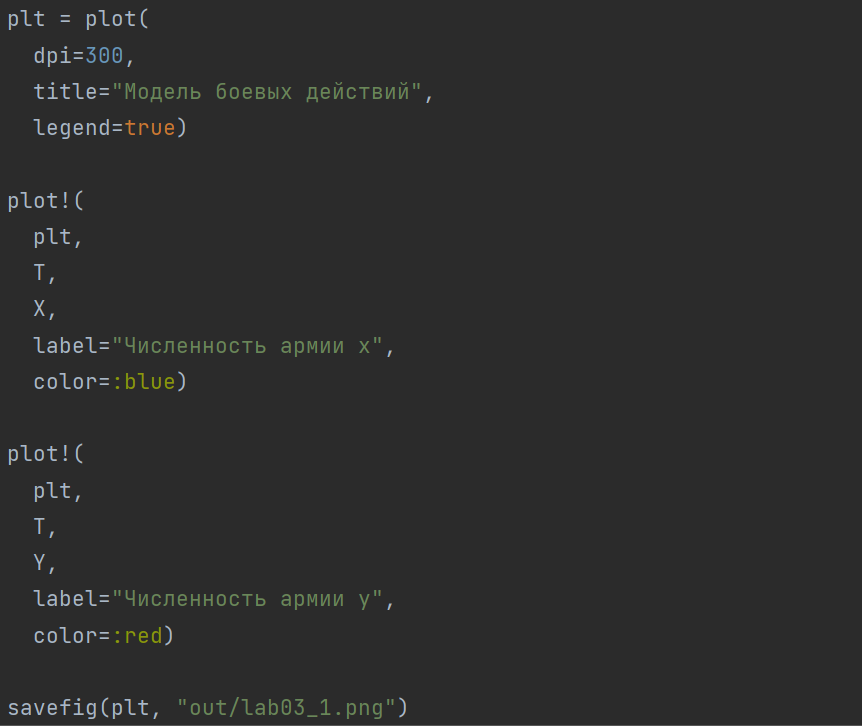 plt = plot(
  dpi=300,
  title="Модель боевых действий",
  legend=true)

plot!(
  plt,
  T,
  X,
  label="Численность армии x",
  color=:blue)

plot!(
  plt,
  T,
  Y,
  label="Численность армии y",
  color=:red)

savefig(plt, "out/lab03_1.png")